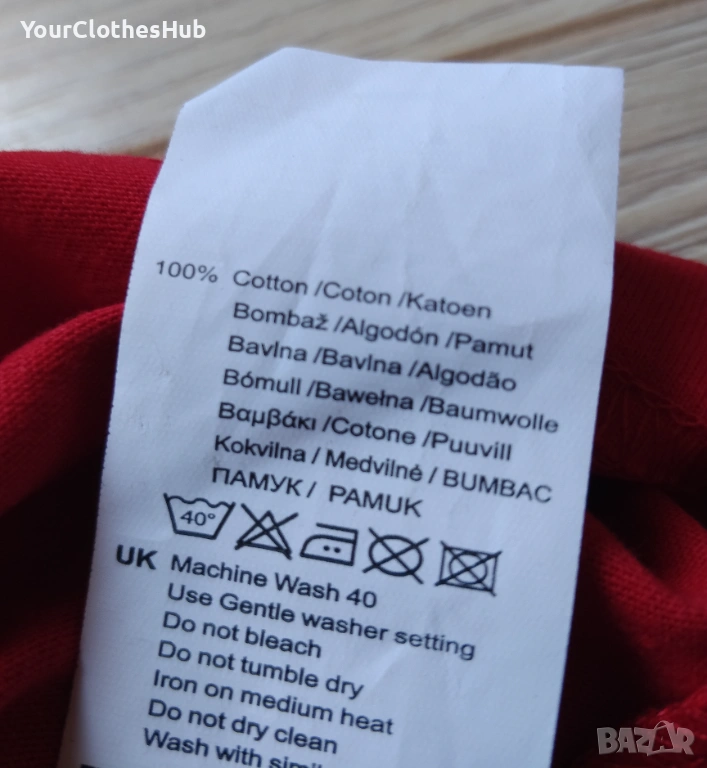 YourClothesHub
100% Cotton /Coton /Katoen
Bombaž /Algodón /Pamut
Bavlna /Bavlna /Algodão
Bómull /Bawełna /Baumwolle
Βαμβάκι /Cotone /Puuvill
Kokvilna / Medvilnė / BUMBAC
ПАМУК / PAMUK
40°
UK Machine Wash 40
Use Gentle washer setting
Do not bleach
Do not tumble dry
Iron on medium heat
Do not dry clean
Wash with
BAZAR